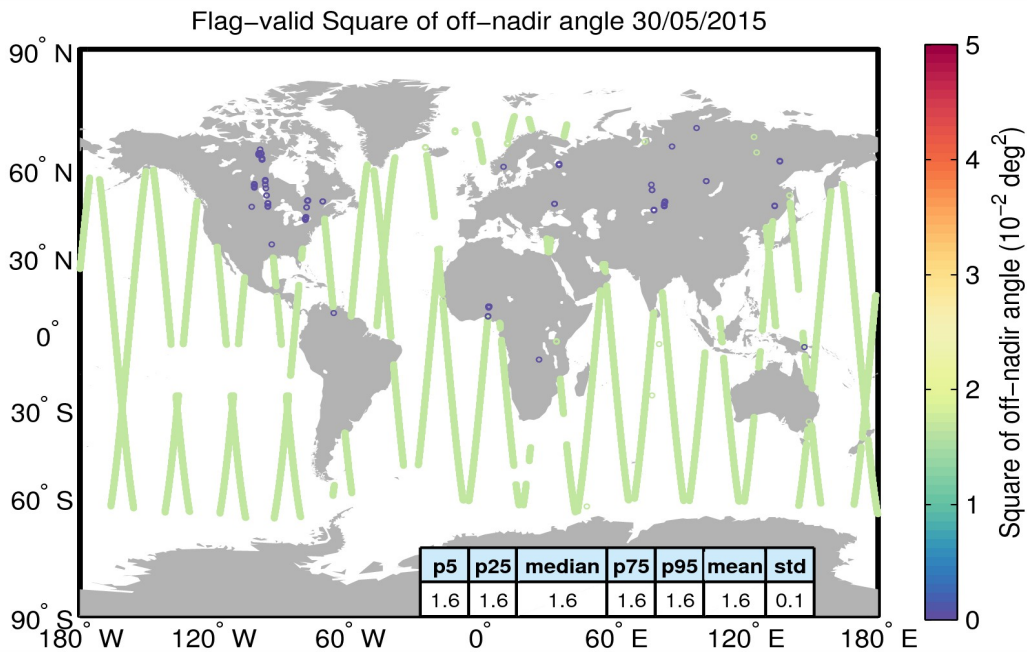 Flag−valid Square of off−nadir angle 30/05/2015
90° N
60° N
30° N
0°
30° S
60° S
90° S
180° W
120° W
60° W
0°
60° E
120° E
180° E
p5 p25 median p75 p95 mean std
1.6 1.6 1.6 1.6 1.6 1.6 0.1
5
4
3
2
1
0
Square of off−nadir angle (10⁻² deg²)